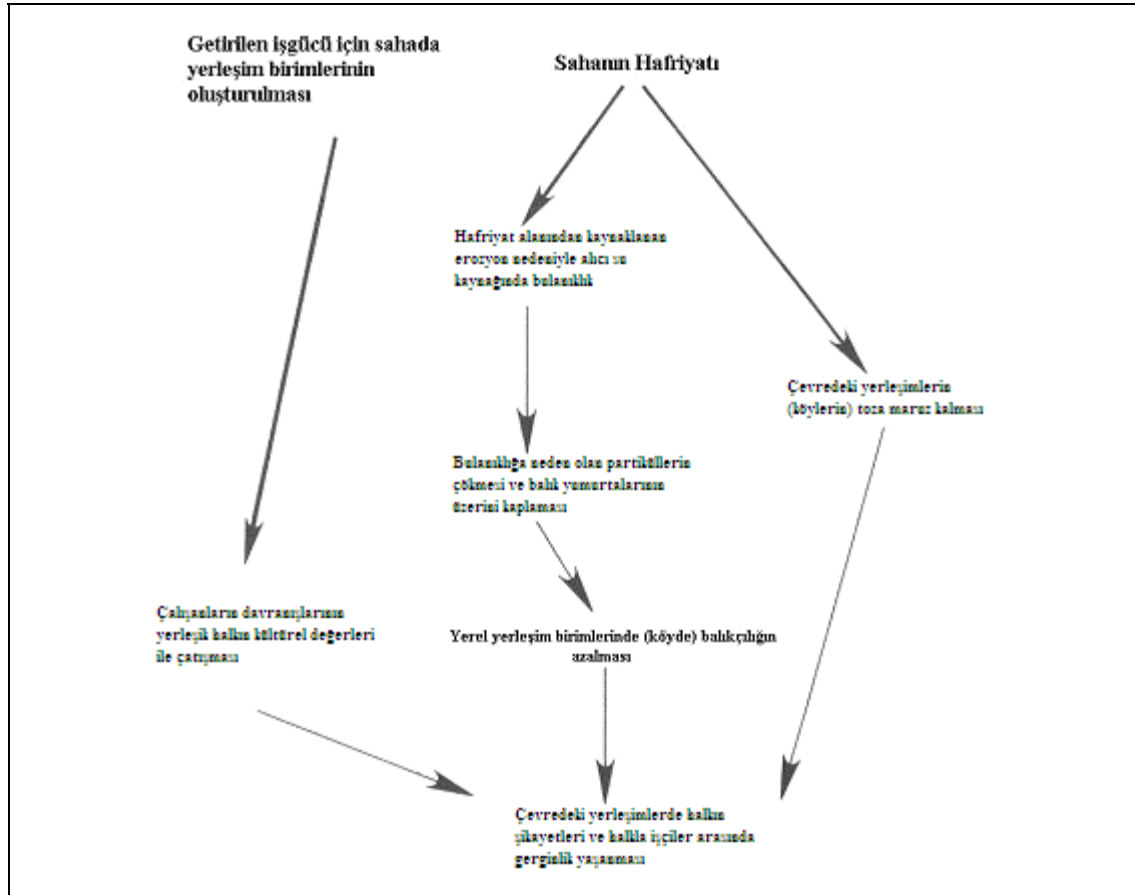 Getirilen işgücü için sahada
yerleşim birimlerinin
oluşturulması
Sahanın Hafriyatı
Hafriyat alanından kaynaklanan
erozyon nedeniyle alıcı su
kaynağında bulanıklık
Çevredeki yerleşimlerin
(köylerin) toza maruz kalması
Bulanıklığa neden olan partiküllerin
çökmesi ve balık yumurtalarının
üzerini kaplaması
Çalışanların davranışlarının
yerleşik halkın kültürel değerleri
ile çatışması
Yerel yerleşim birimlerinde (köyde) balıkçılığın
azalması
Çevredeki yerleşimlerde halkın
şikayetleri ve halkla işçiler arasında
gerginlik yaşanması